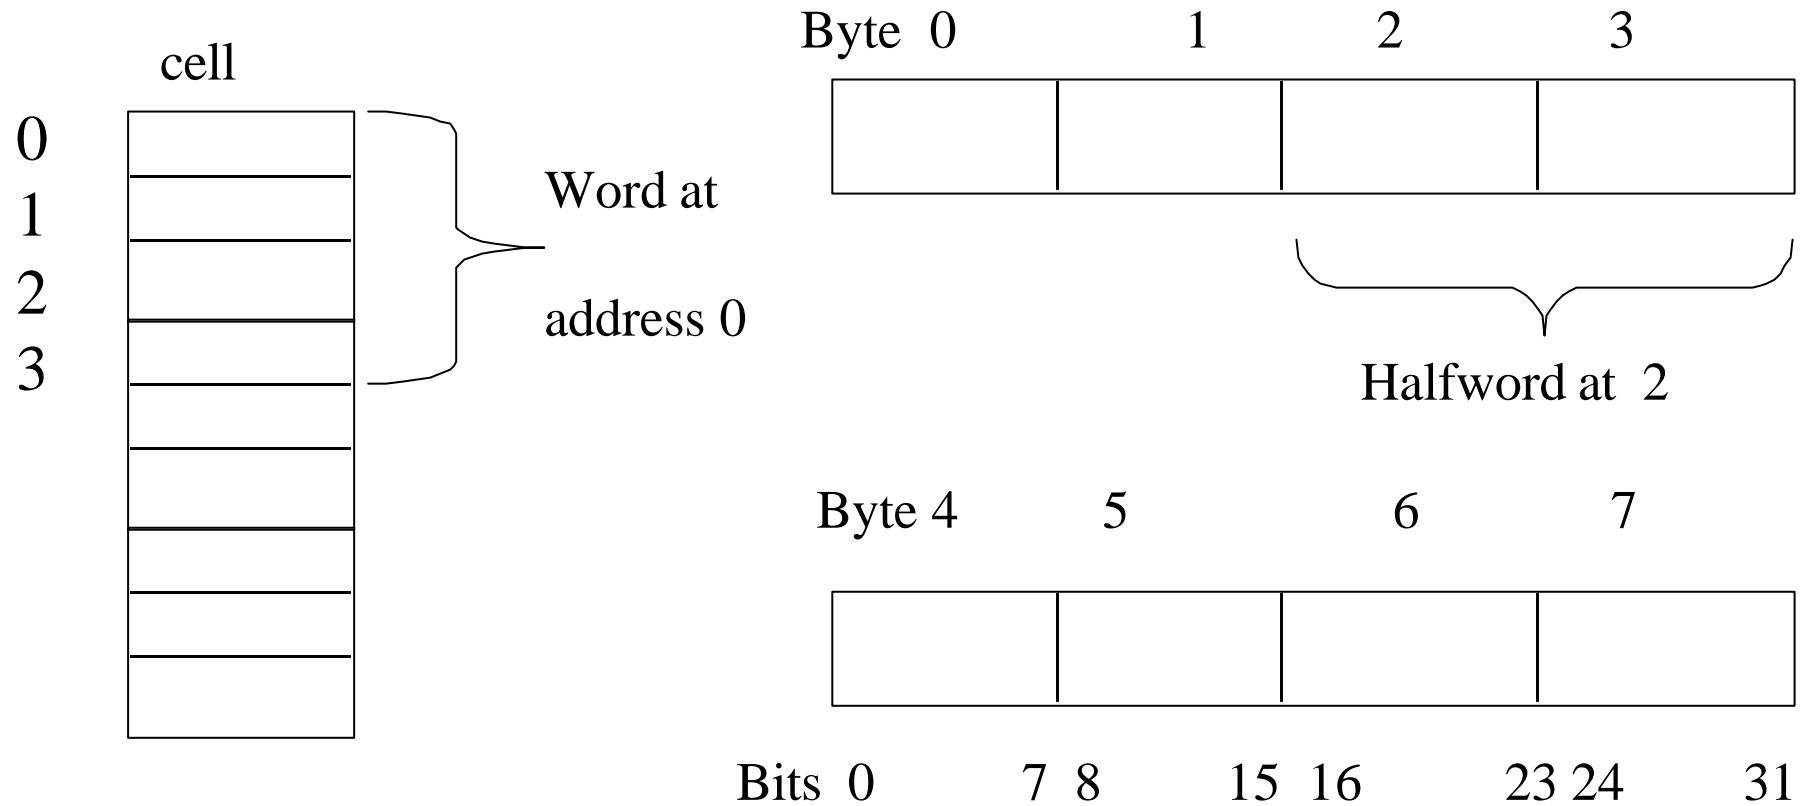 cell
0
1
2
3
Word at
address 0
Byte 0 1 2 3
Halfword at 2
Byte 4 5 6 7
Bits 0 7 8 15 16 23 24 31